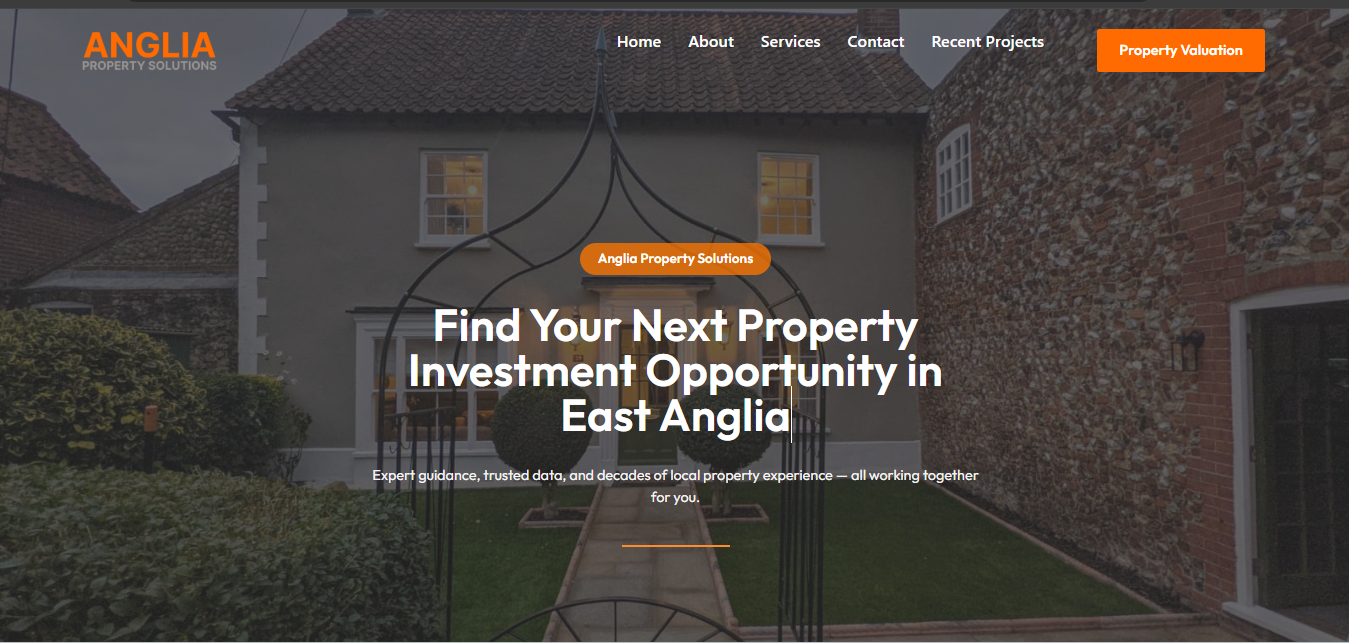 ANGLIA
PROPERTY SOLUTIONS
Home About Services Contact Recent Projects
Property Valuation
Anglia Property Solutions
Find Your Next Property
Investment Opportunity in
East Anglia
Expert guidance, trusted data, and decades of local property experience — all working together
for you.